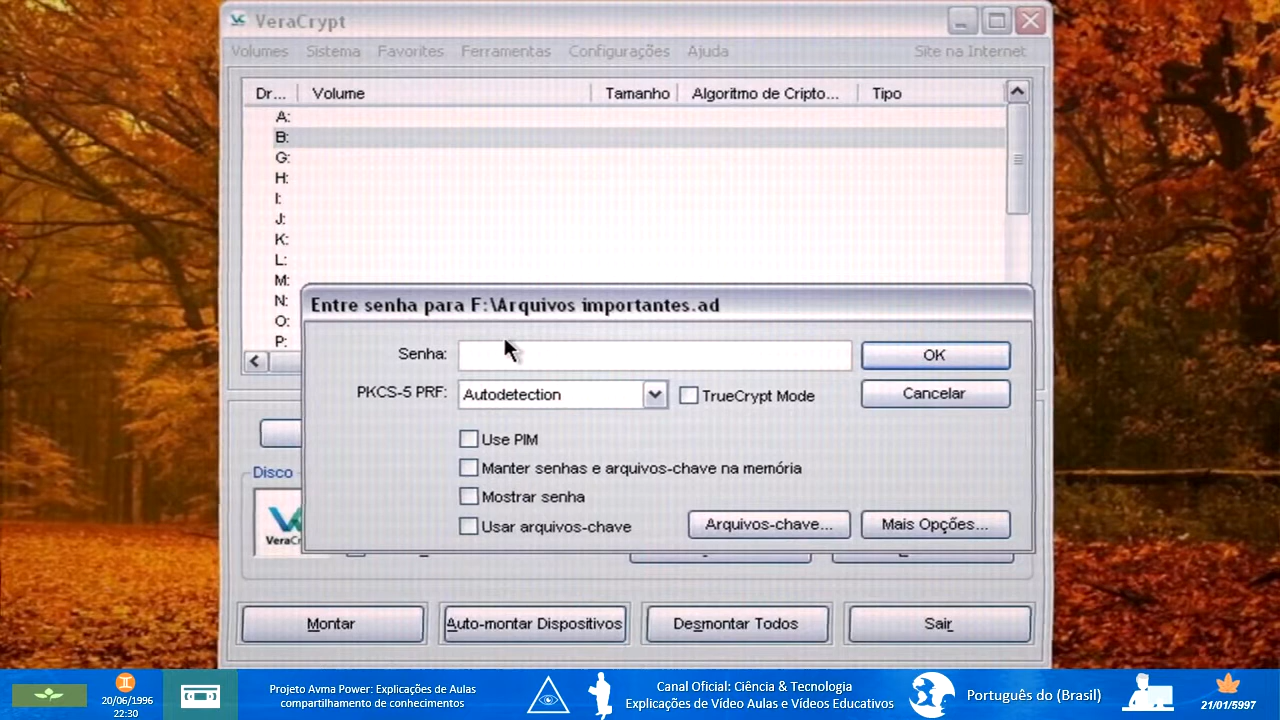 VeraCrypt
Volumes Sistema Favorites Ferramentas Configurações Ajuda Site na Internet
Dr... Volume Tamanho Algoritmo de Cripto... Tipo
A:
B:
G:
H:
I:
J:
K:
L:
M:
N:
O:
P:
Entre senha para F:\Arquivos importantes.ad
Senha:
OK
PKCS-5 PRF: Autodetection TrueCrypt Mode Cancelar
Use PIM
Manter senhas e arquivos-chave na memória
Mostrar senha
Usar arquivos-chave Arquivos-chave... Mais Opções...
Disco
VeraCr
Montar Auto-montar Dispositivos Desmontar Todos Sair
20/06/1996
22:30
Projeto Avma Power: Explicações de Aulas
compartilhamento de conhecimentos
Canal Oficial: Ciência & Tecnologia
Explicações de Vídeo Aulas e Vídeos Educativos
Português do (Brasil)
21/01/5997